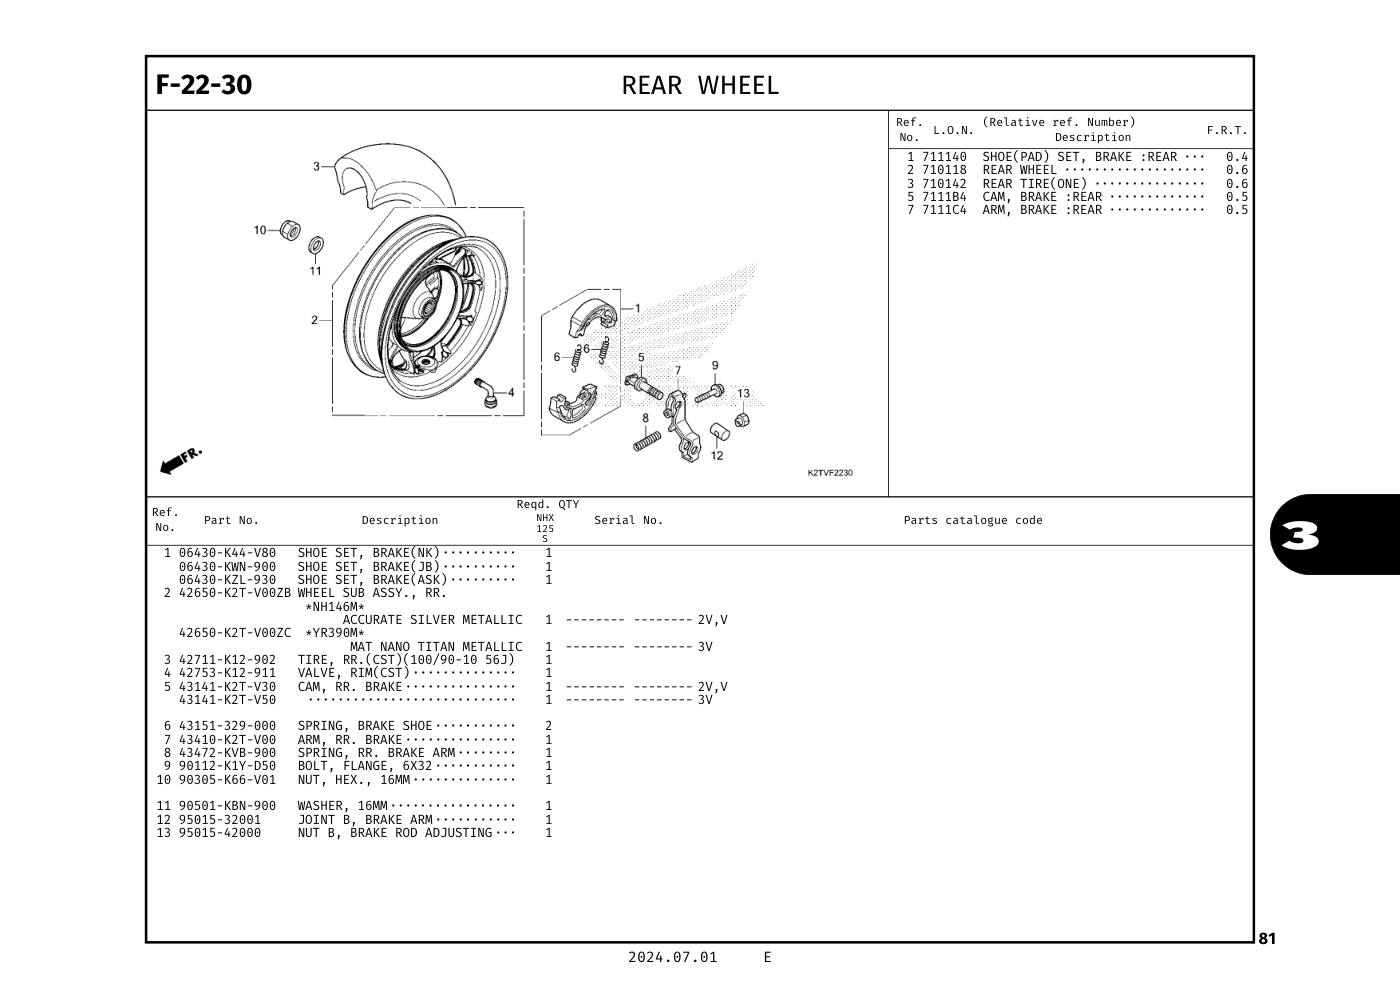 F-22-30
REAR WHEEL
Ref. No. L.O.N. (Relative ref. Number) Description F.R.T.
1 711140 SHOE(PAD) SET, BRAKE :REAR ··· 0.4
2 710118 REAR WHEEL ··················· 0.6
3 710142 REAR TIRE(ONE) ··············· 0.6
5 7111B4 CAM, BRAKE :REAR ············· 0.5
7 7111C4 ARM, BRAKE :REAR ············· 0.5
3
10
11
2
1
6
6
5
7
9
4
13
8
12
FR.
K2TVF2230
Ref. No. Part No. Description Reqd. QTY NHX 125 S Serial No. Parts catalogue code
1 06430-K44-V80 SHOE SET, BRAKE(NK)·········· 1
06430-KWN-900 SHOE SET, BRAKE(JB)·········· 1
06430-KZL-930 SHOE SET, BRAKE(ASK)········· 1
2 42650-K2T-V00ZB WHEEL SUB ASSY., RR.
*NH146M*
ACCURATE SILVER METALLIC 1 -------- -------- 2V,V
42650-K2T-V00ZC *YR390M*
MAT NANO TITAN METALLIC 1 -------- -------- 3V
3 42711-K12-902 TIRE, RR.(CST)(100/90-10 56J) 1
4 42753-K12-911 VALVE, RIM(CST)·············· 1
5 43141-K2T-V30 CAM, RR. BRAKE··············· 1 -------- -------- 2V,V
43141-K2T-V50 ···························· 1 -------- -------- 3V
6 43151-329-000 SPRING, BRAKE SHOE··········· 2
7 43410-K2T-V00 ARM, RR. BRAKE··············· 1
8 43472-KVB-900 SPRING, RR. BRAKE ARM········ 1
9 90112-K1Y-D50 BOLT, FLANGE, 6X32··········· 1
10 90305-K66-V01 NUT, HEX., 16MM·············· 1
11 90501-KBN-900 WASHER, 16MM················· 1
12 95015-32001 JOINT B, BRAKE ARM··········· 1
13 95015-42000 NUT B, BRAKE ROD ADJUSTING··· 1
3
81
2024.07.01 E